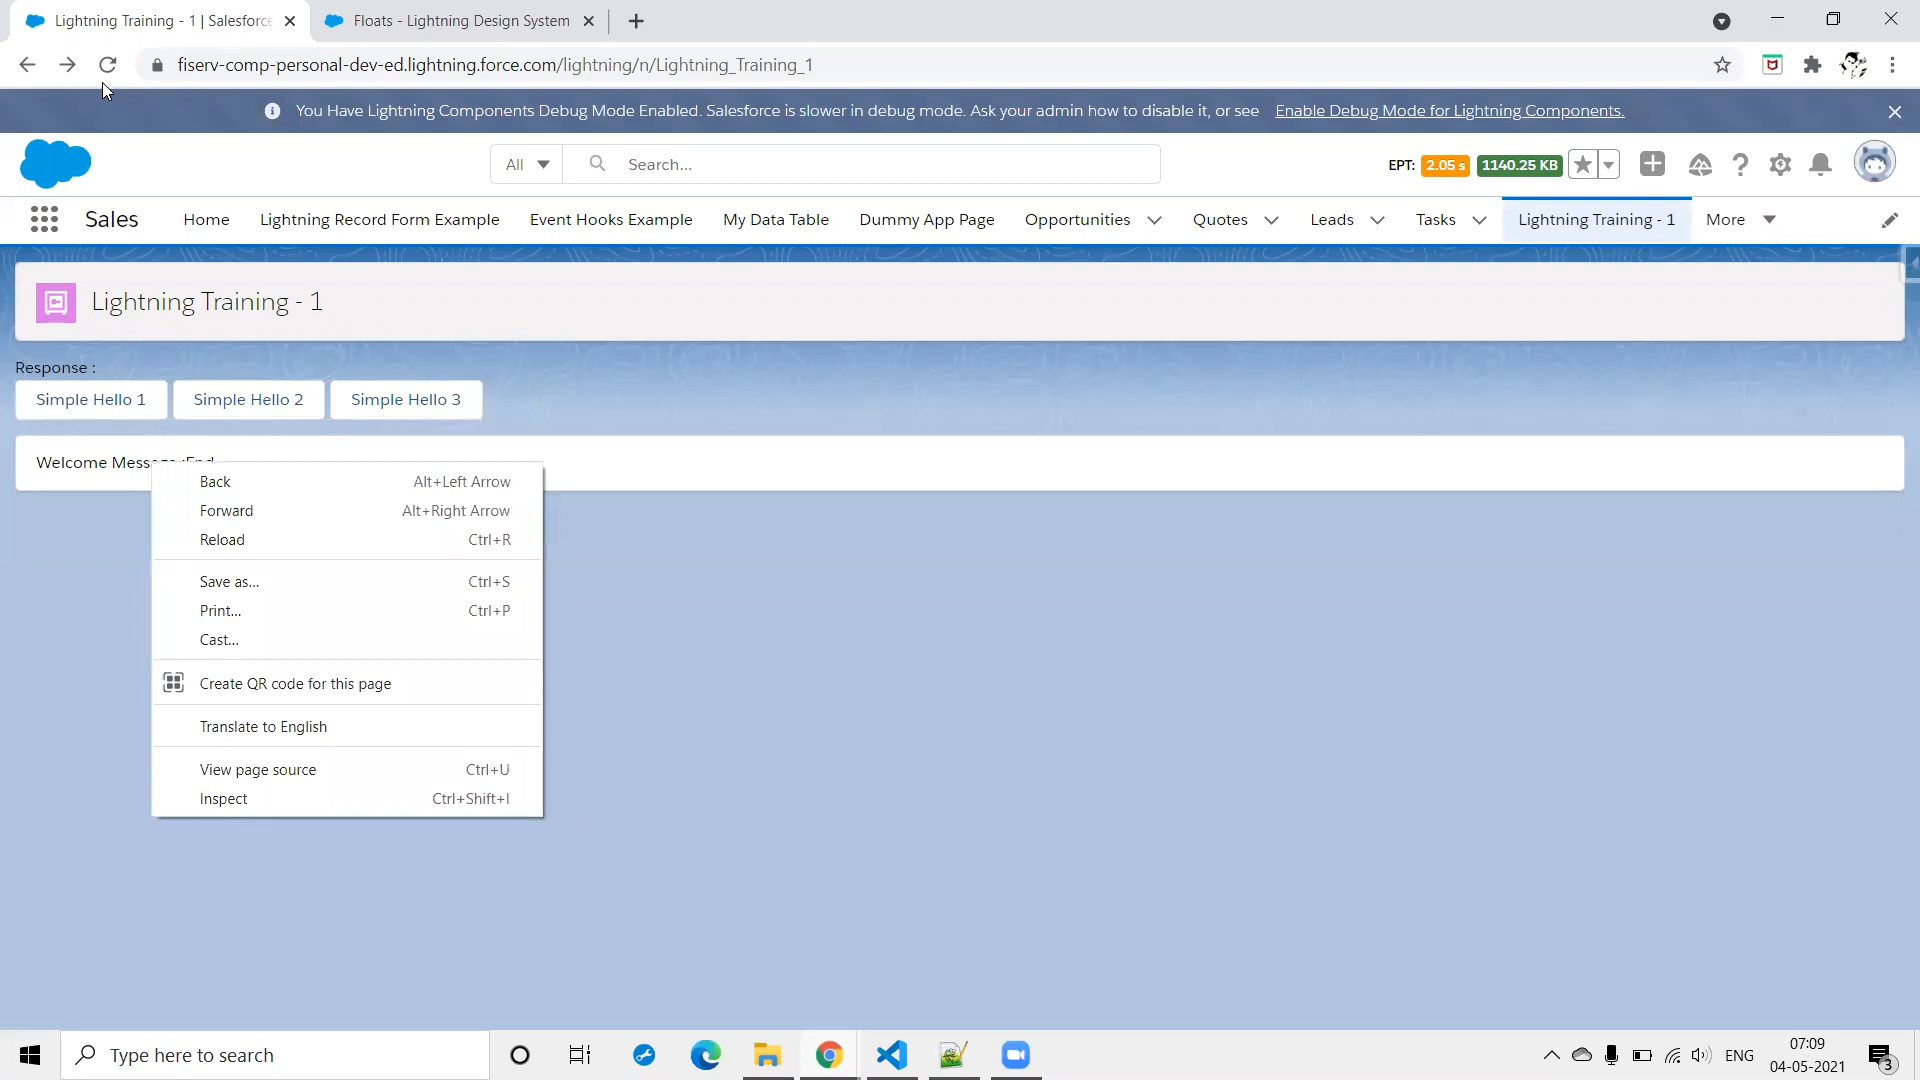 Lightning Training - 1 | Salesforce
Floats - Lightning Design System
fiserv-comp-personal-dev-ed.lightning.force.com/lightning/n/Lightning_Training_1
You Have Lightning Components Debug Mode Enabled. Salesforce is slower in debug mode. Ask your admin how to disable it, or see Enable Debug Mode for Lightning Components.
All
Search...
EPT: 2.05 s 1140.25 KB
Sales Home Lightning Record Form Example Event Hooks Example My Data Table Dummy App Page Opportunities Quotes Leads Tasks Lightning Training - 1 More
Lightning Training - 1
Response :
Simple Hello 1 Simple Hello 2 Simple Hello 3
Welcome Message :End
Back Alt+Left Arrow
Forward Alt+Right Arrow
Reload Ctrl+R
Save as... Ctrl+S
Print... Ctrl+P
Cast...
Create QR code for this page
Translate to English
View page source Ctrl+U
Inspect Ctrl+Shift+I
Type here to search
ENG
07:09
04-05-2021
3